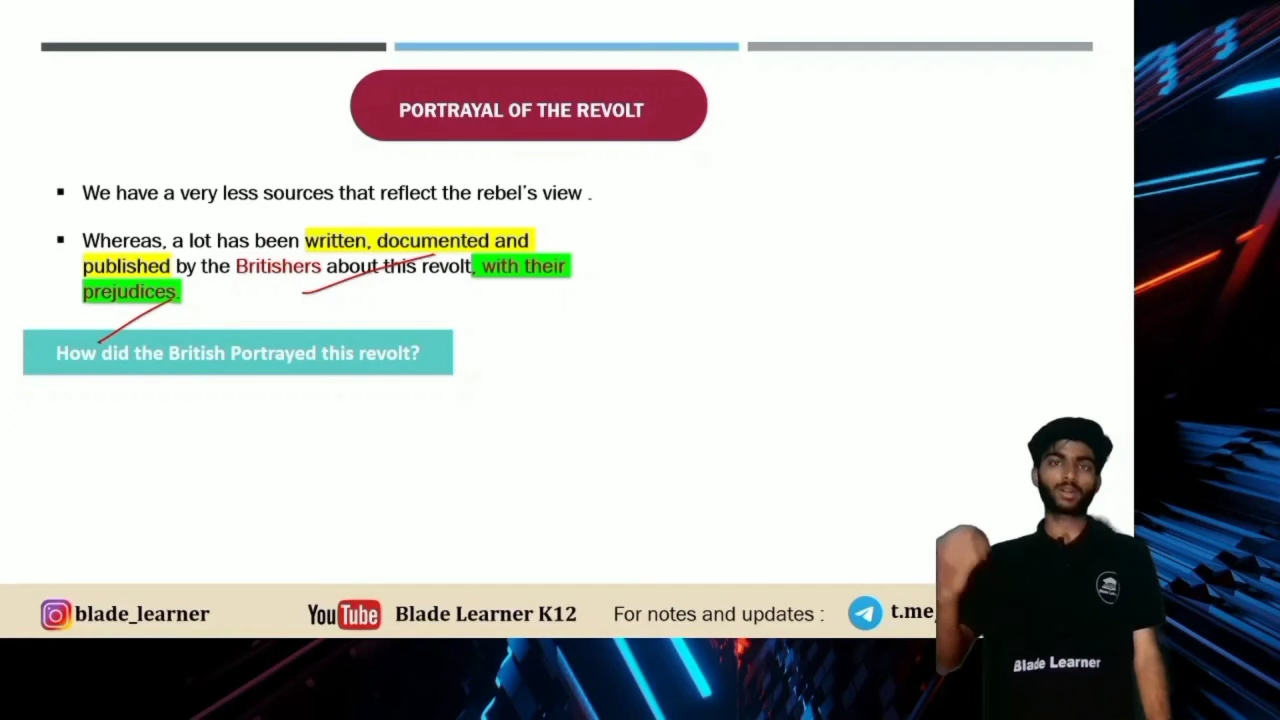 PORTRAYAL OF THE REVOLT
We have a very less sources that reflect the rebel's view .
Whereas, a lot has been written, documented and
published by the Britishers about this revolt, with their
prejudices.
How did the British Portrayed this revolt?
blade_learner
YouTube Blade Learner K12
For notes and updates :
t.me/
Blade Learner